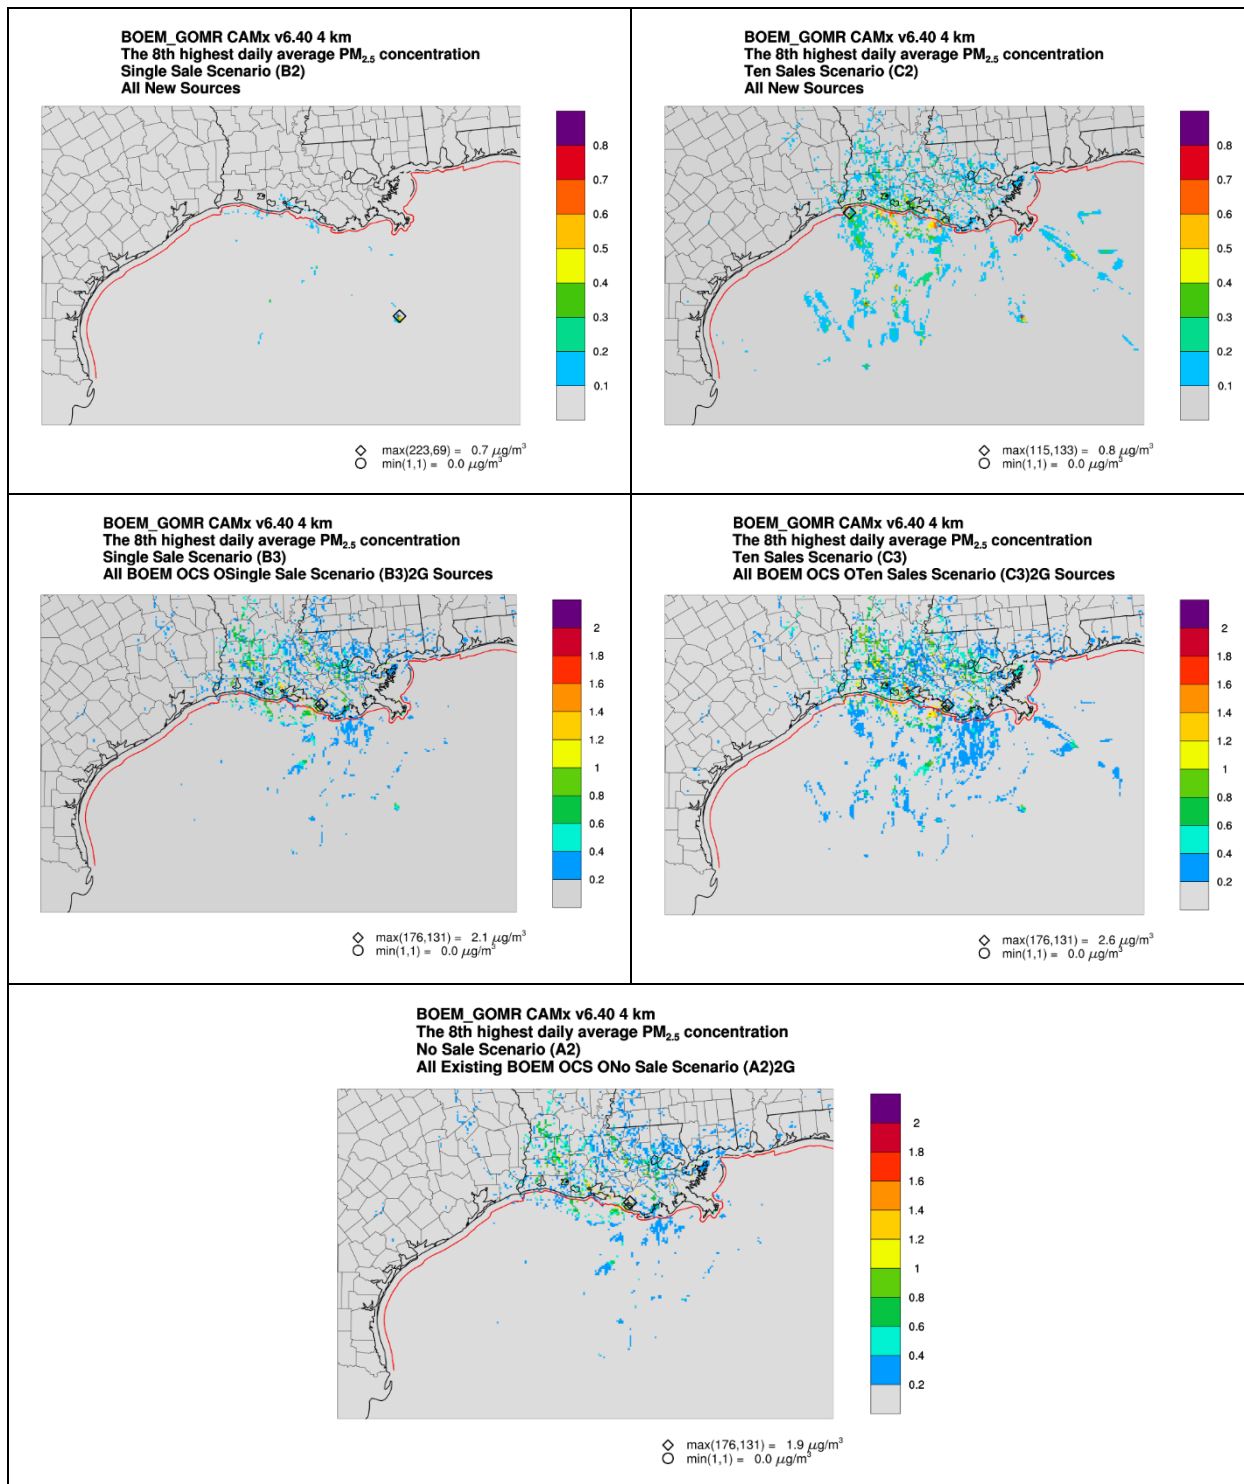 BOEM_GOMR CAMx v6.40 4 km
The 8th highest daily average PM2.5 concentration
Single Sale Scenario (B2)
All New Sources
0.8
0.7
0.6
0.5
0.4
0.3
0.2
0.1
max(223,69) = 0.7 µg/m³
min(1,1) = 0.0 µg/m³
BOEM_GOMR CAMx v6.40 4 km
The 8th highest daily average PM2.5 concentration
Ten Sales Scenario (C2)
All New Sources
0.8
0.7
0.6
0.5
0.4
0.3
0.2
0.1
max(115,133) = 0.8 µg/m³
min(1,1) = 0.0 µg/m³
BOEM_GOMR CAMx v6.40 4 km
The 8th highest daily average PM2.5 concentration
Single Sale Scenario (B3)
All BOEM OCS OSingle Sale Scenario (B3)2G Sources
2
1.8
1.6
1.4
1.2
1
0.8
0.6
0.4
0.2
max(176,131) = 2.1 µg/m³
min(1,1) = 0.0 µg/m³
BOEM_GOMR CAMx v6.40 4 km
The 8th highest daily average PM2.5 concentration
Ten Sales Scenario (C3)
All BOEM OCS OTen Sales Scenario (C3)2G Sources
2
1.8
1.6
1.4
1.2
1
0.8
0.6
0.4
0.2
max(176,131) = 2.6 µg/m³
min(1,1) = 0.0 µg/m³
BOEM_GOMR CAMx v6.40 4 km
The 8th highest daily average PM2.5 concentration
No Sale Scenario (A2)
All Existing BOEM OCS ONo Sale Scenario (A2)2G
2
1.8
1.6
1.4
1.2
1
0.8
0.6
0.4
0.2
max(176,131) = 1.9 µg/m³
min(1,1) = 0.0 µg/m³